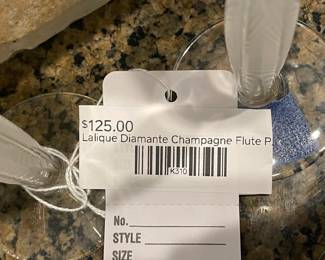 $125.00
Lalique Diamante Champagne Flute P
K310
No.
STYLE
SIZE